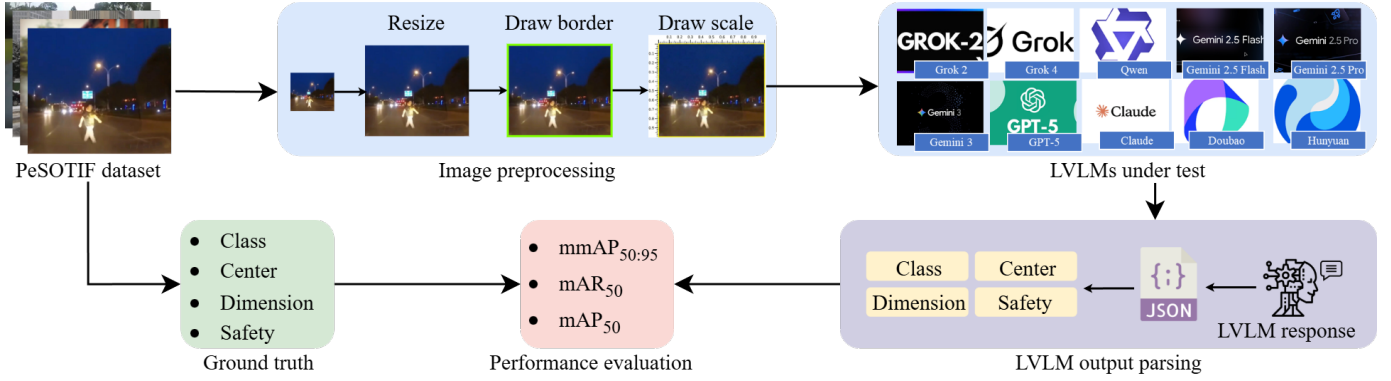 Resize
Draw border
Draw scale
GROK-2
Grok
Gemini 2.5 Flash
Gemini 2.5 Pro
Grok 2
Grok 4
Qwen
Gemini 2.5 Flash
Gemini 2.5 Pro
Gemini 3
GPT-5
Claude
Gemini 3
GPT-5
Claude
Doubao
Hunyuan
PeSOTIF dataset
Image preprocessing
LVLMs under test
Class
Center
Dimension
Safety
Ground truth
mmAP50:95
mAR50
mAP50
Performance evaluation
Class
Center
Dimension
Safety
{;}
JSON
LVLM response
LVLM output parsing